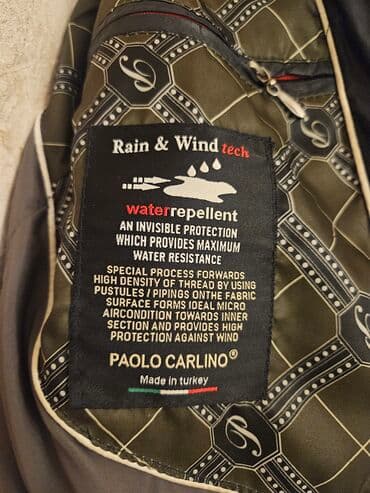 Rain & Wind tech
waterrepellent
AN INVISIBLE PROTECTION
WHICH PROVIDES MAXIMUM
WATER RESISTANCE
SPECIAL PROCESS FORWARDS
HIGH DENSITY OF THREAD BY USING
PUSTULES / PIPINGS ONTHE FABRIC
SURFACE FORMS IDEAL MICRO
AIRCONDITION TOWARDS INNER
SECTION AND PROVIDES HIGH
PROTECTION AGAINST WIND
PAOLO CARLINO®
Made in turkey